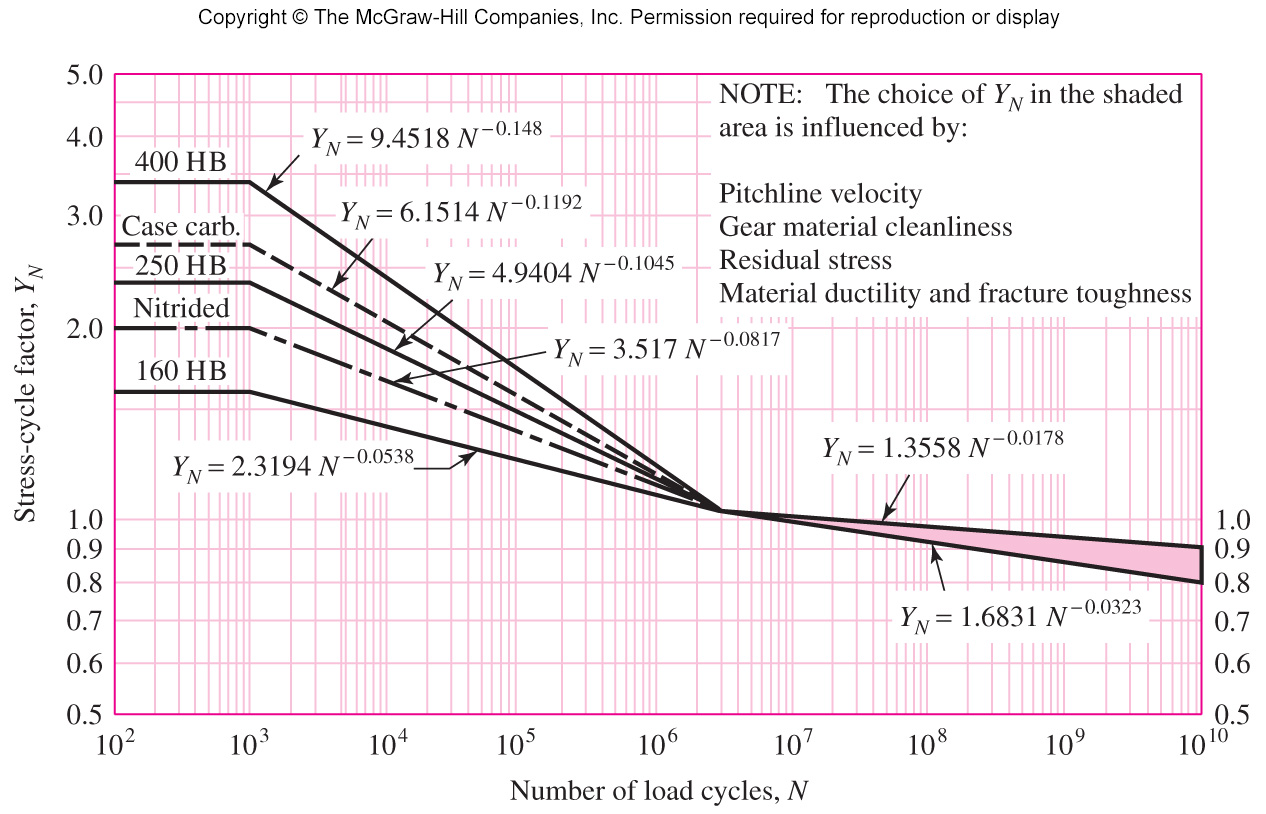 Copyright © The McGraw-Hill Companies, Inc. Permission required for reproduction or display
5.0
4.0
3.0
2.0
1.0
0.9
0.8
0.7
0.6
0.5
Stress-cycle factor, Y_N
NOTE: The choice of Y_N in the shaded
area is influenced by:
Pitchline velocity
Gear material cleanliness
Residual stress
Material ductility and fracture toughness
400 HB
Case carb.
250 HB
Nitrided
160 HB
Y_N = 9.4518 N^−0.148
Y_N = 6.1514 N^−0.1192
Y_N = 4.9404 N^−0.1045
Y_N = 3.517 N^−0.0817
Y_N = 2.3194 N^−0.0538
Y_N = 1.3558 N^−0.0178
Y_N = 1.6831 N^−0.0323
1.0
0.9
0.8
0.7
0.6
0.5
10^2 10^3 10^4 10^5 10^6 10^7 10^8 10^9 10^10
Number of load cycles, N